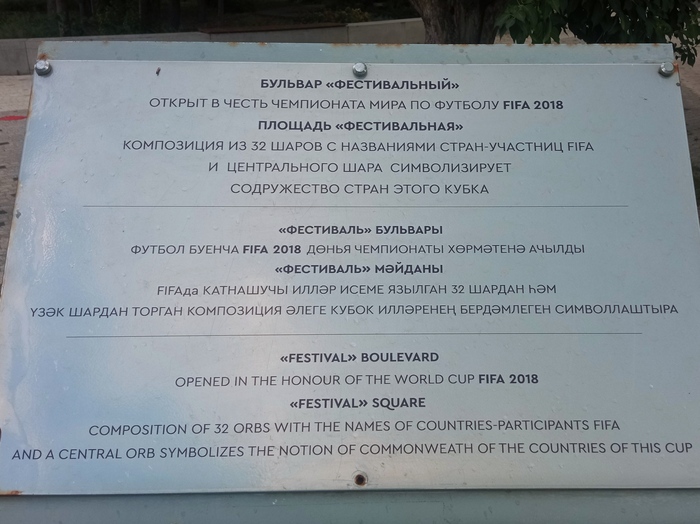 БУЛЬВАР «ФЕСТИВАЛЬНЫЙ»
ОТКРЫТ В ЧЕСТЬ ЧЕМПИОНАТА МИРА ПО ФУТБОЛУ FIFA 2018
ПЛОЩАДЬ «ФЕСТИВАЛЬНАЯ»
КОМПОЗИЦИЯ ИЗ 32 ШАРОВ С НАЗВАНИЯМИ СТРАН-УЧАСТНИЦ FIFA
И ЦЕНТРАЛЬНОГО ШАРА СИМВОЛИЗИРУЕТ
СОДРУЖЕСТВО СТРАН ЭТОГО КУБКА
«ФЕСТИВАЛЬ» БУЛЬВАРЫ
ФУТБОЛ БУЕНЧА FIFA 2018 ДӨНЬЯ ЧЕМПИОНАТЫ ХӨРМӘТЕНӘ АЧЫЛДЫ
«ФЕСТИВАЛЬ» МӘЙДАНЫ
FIFAда КАТНАШУЧЫ ИЛЛӘР ИСЕМЕ ЯЗЫЛГАН 32 ШАРДАН һӘМ
ҮЗӘК ШАРДАН ТОРГАН КОМПОЗИЦИЯ ӘЛЕГЕ КУБОК ИЛЛӘРЕНЕҢ БЕРДӘМЛЕГЕН СИМВОЛЛАШТЫРА
«FESTIVAL» BOULEVARD
OPENED IN THE HONOUR OF THE WORLD CUP FIFA 2018
«FESTIVAL» SQUARE
COMPOSITION OF 32 ORBS WITH THE NAMES OF COUNTRIES-PARTICIPANTS FIFA
AND A CENTRAL ORB SYMBOLIZES THE NOTION OF COMMONWEATH OF THE COUNTRIES OF THIS CUP